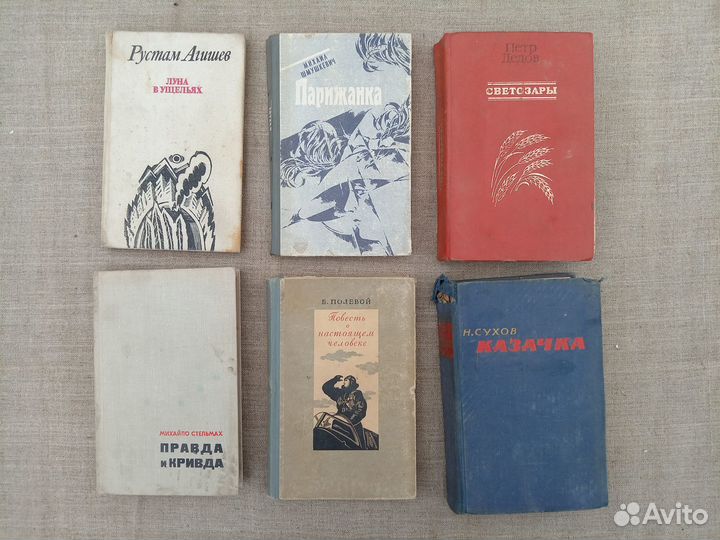 Рустам Агишев
ЛУНА
В УЩЕЛЬЯХ
МИХАИЛ
ШМУШКЕВИЧ
Парижанка
Петр
Дедов
СВЕТОЗАРЫ
МИХАЙЛО СТЕЛЬМАХ
ПРАВДА
и КРИВДА
Б. ПОЛЕВОЙ
Повесть
о
настоящем
человеке
Н. СУХОВ
КАЗАЧКА
Avito